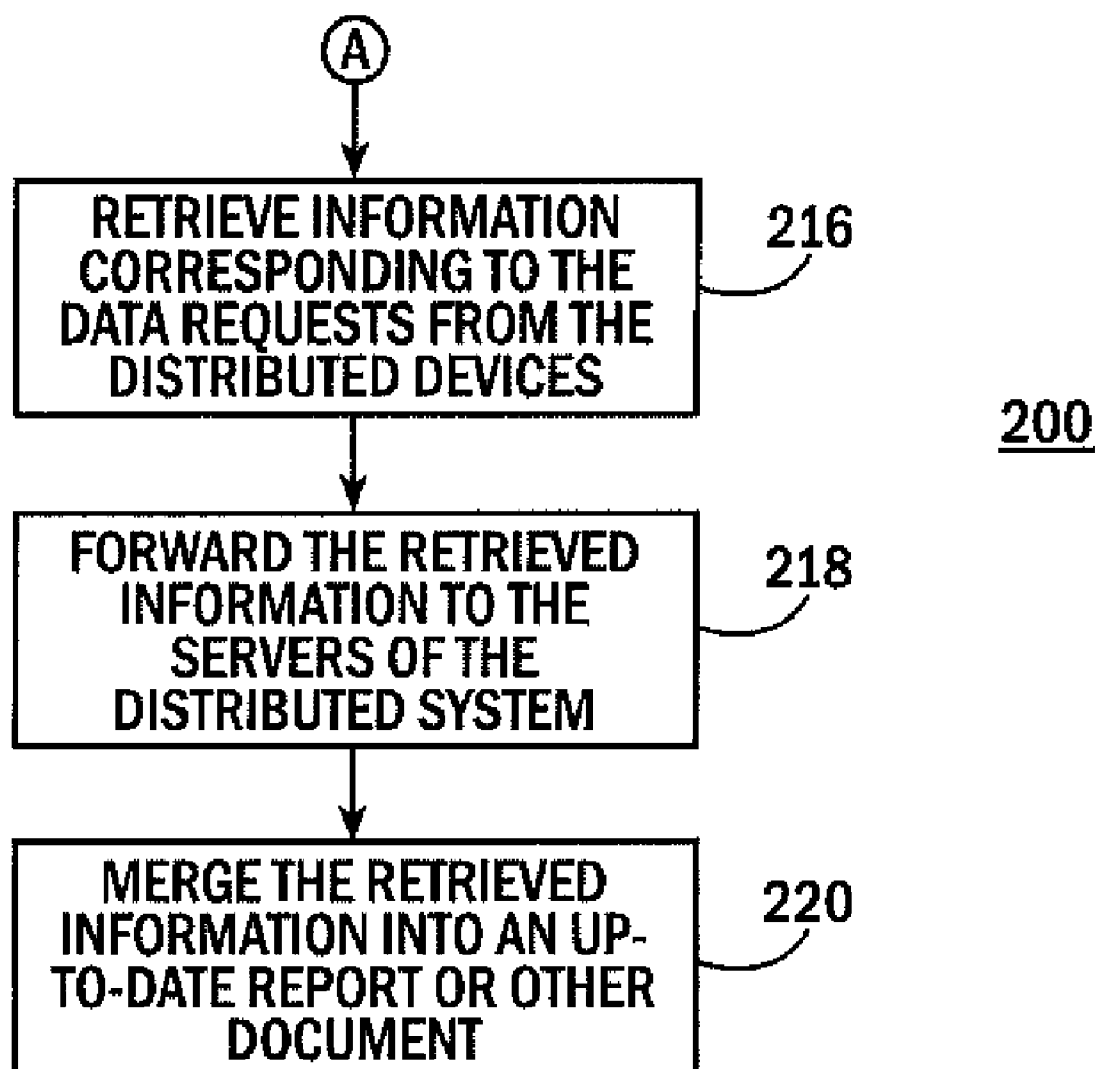 A
RETRIEVE INFORMATION
CORRESPONDING TO THE
DATA REQUESTS FROM THE
DISTRIBUTED DEVICES
216
200
FORWARD THE RETRIEVED
INFORMATION TO THE
SERVERS OF THE
DISTRIBUTED SYSTEM
218
MERGE THE RETRIEVED
INFORMATION INTO AN UP-
TO-DATE REPORT OR OTHER
DOCUMENT
220